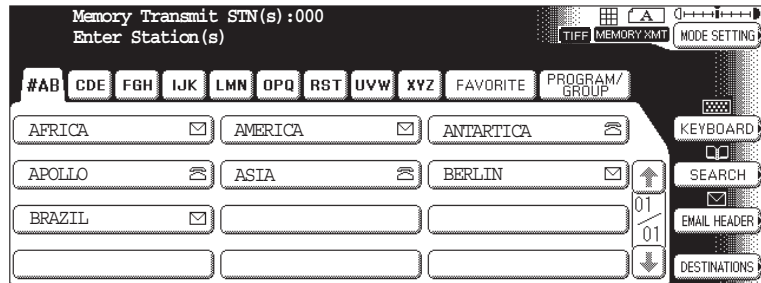 Memory Transmit STN(s):000
Enter Station(s)
A
TIFF MEMORY XMT MODE SETTING
#AB CDE FGH IJK LMN OPQ RST UVW XYZ FAVORITE PROGRAM/GROUP
AFRICA AMERICA ANTARTICA KEYBOARD
APOLLO ASIA BERLIN SEARCH
BRAZIL 01/01 EMAIL HEADER
DESTINATIONS